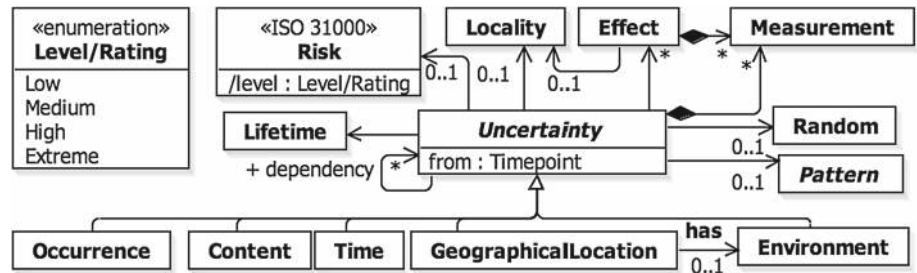 «enumeration»
Level/Rating
Low
Medium
High
Extreme
«ISO 31000»
Risk
/level : Level/Rating
0..1
Locality
0..1
Effect
0..1
*
*
Measurement
*
Lifetime
+ dependency
*
Uncertainty
from : Timepoint
Random
0..1
Pattern
0..1
Occurrence
Content
Time
GeographicalLocation
has
0..1
Environment